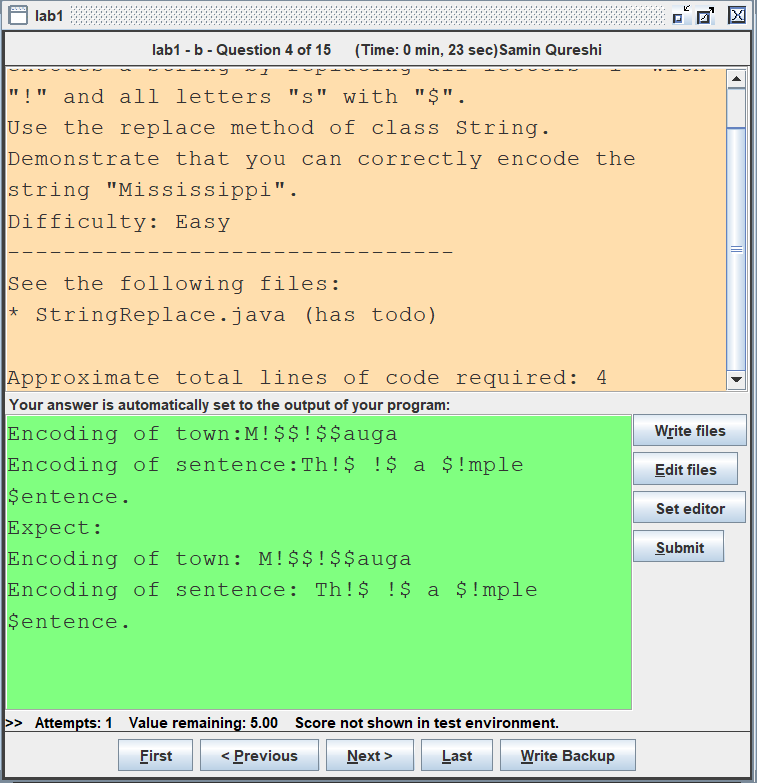 lab1
lab1 - b - Question 4 of 15 (Time: 0 min, 23 sec)Samin Qureshi
"!" and all letters "s" with "$".
Use the replace method of class String.
Demonstrate that you can correctly encode the
string "Mississippi".
Difficulty: Easy
--------------------------------
See the following files:
* StringReplace.java (has todo)
Approximate total lines of code required: 4
Your answer is automatically set to the output of your program:
Encoding of town:M!$$!$$auga
Encoding of sentence:Th!$ !$ a $!mple
$entence.
Expect:
Encoding of town: M!$$!$$auga
Encoding of sentence: Th!$ !$ a $!mple
$entence.
Write files
Edit files
Set editor
Submit
>> Attempts: 1 Value remaining: 5.00 Score not shown in test environment.
First < Previous Next > Last Write Backup